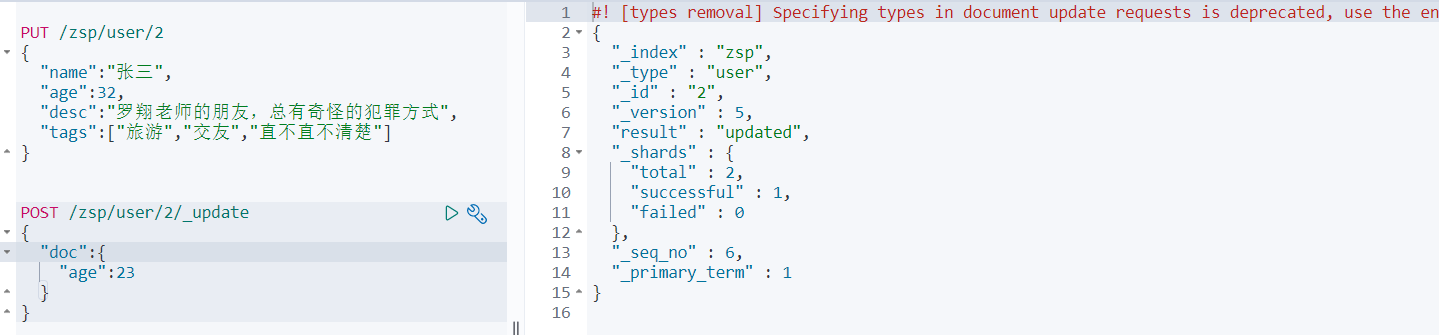 PUT /zsp/user/2
{
  "name":"张三",
  "age":32,
  "desc":"罗翔老师的朋友，总有奇怪的犯罪方式",
  "tags":["旅游","交友","直不直不清楚"]
}
POST /zsp/user/2/_update
{
  "doc":{
    "age":23
  }
}
1 #! [types removal] Specifying types in document update requests is deprecated, use the en
2 {
3   "_index" : "zsp",
4   "_type" : "user",
5   "_id" : "2",
6   "_version" : 5,
7   "result" : "updated",
8   "_shards" : {
9     "total" : 2,
10     "successful" : 1,
11     "failed" : 0
12   },
13   "_seq_no" : 6,
14   "_primary_term" : 1
15 }
16